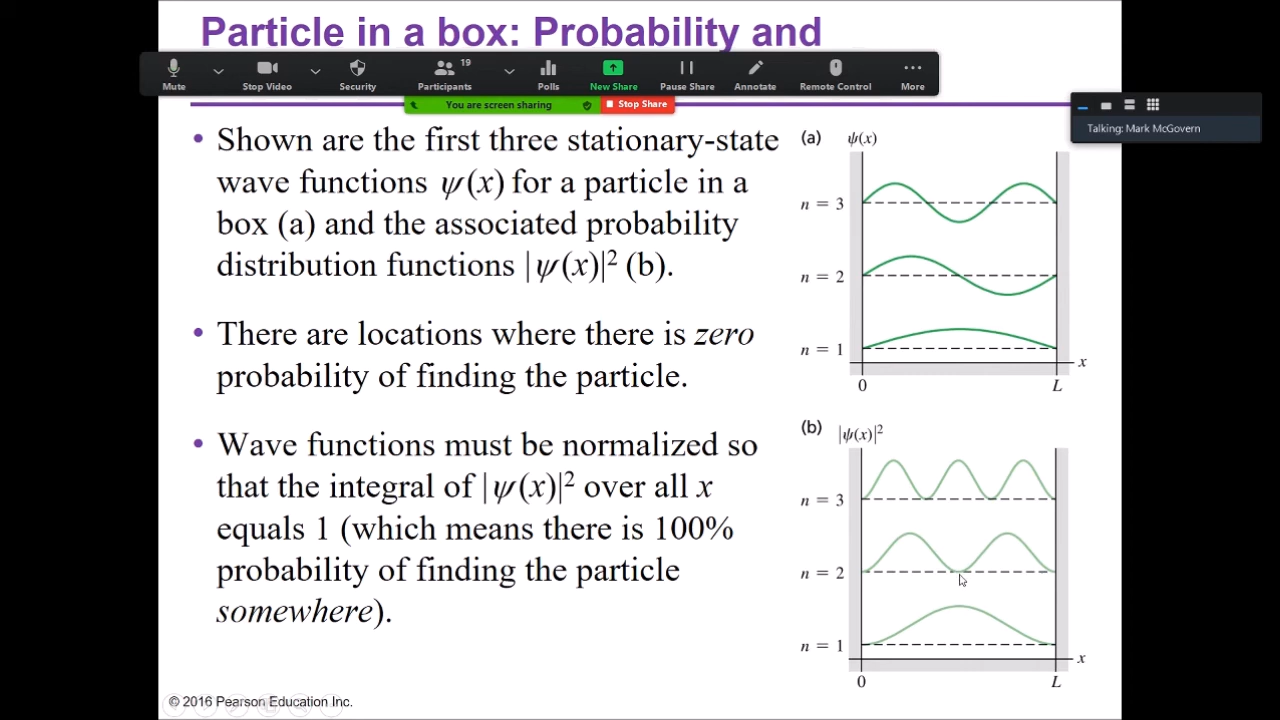 Particle in a box: Probability and
Mute
Stop Video
Security
19
Participants
Polls
New Share
Pause Share
Annotate
Remote Control
More
You are screen sharing
Stop Share
Talking: Mark McGovern
• Shown are the first three stationary-state
wave functions ψ(x) for a particle in a
box (a) and the associated probability
distribution functions |ψ(x)|² (b).
• There are locations where there is zero
probability of finding the particle.
• Wave functions must be normalized so
that the integral of |ψ(x)|² over all x
equals 1 (which means there is 100%
probability of finding the particle
somewhere).
(a) ψ(x)
n = 3
n = 2
n = 1
x
0 L
(b) |ψ(x)|²
n = 3
n = 2
n = 1
x
0 L
© 2016 Pearson Education Inc.